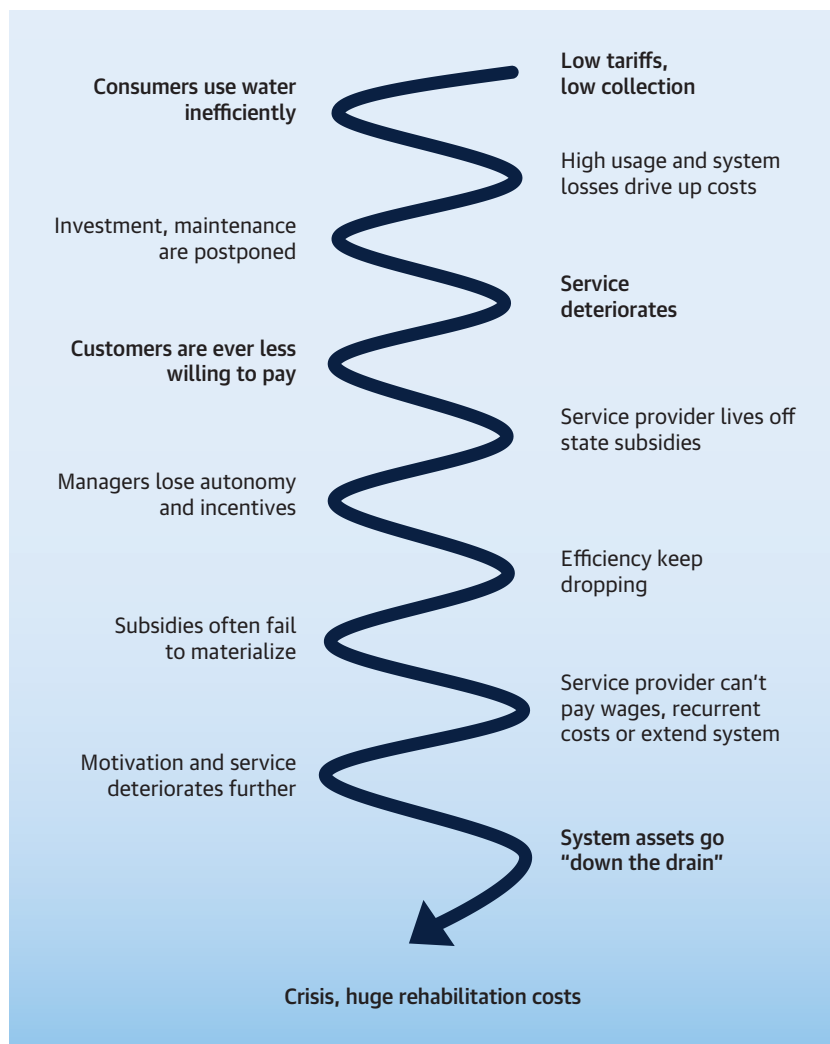 Low tariffs,
low collection
Consumers use water
inefficiently
High usage and system
losses drive up costs
Investment, maintenance
are postponed
Service
deteriorates
Customers are ever less
willing to pay
Service provider lives off
state subsidies
Managers lose autonomy
and incentives
Efficiency keep
dropping
Subsidies often fail
to materialize
Service provider can’t
pay wages, recurrent
costs or extend system
Motivation and service
deteriorates further
System assets go
“down the drain”
Crisis, huge rehabilitation costs